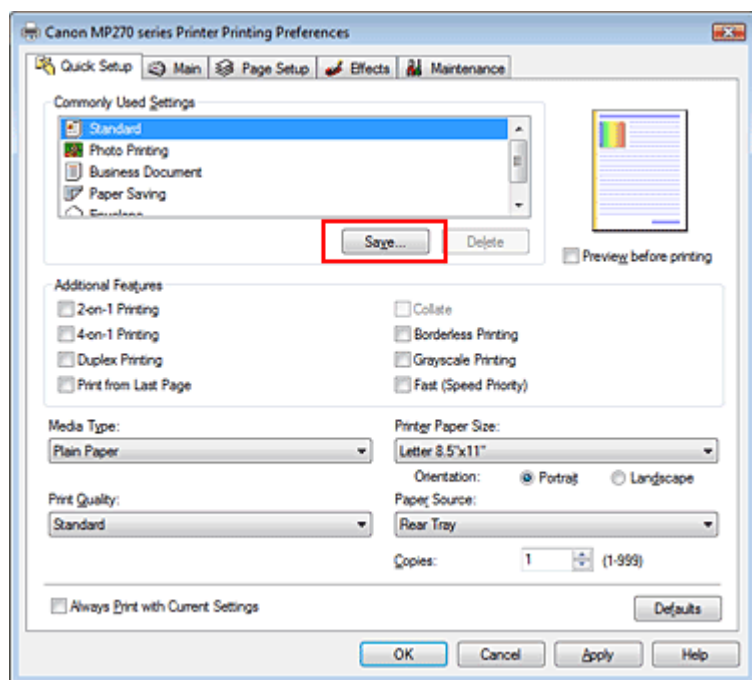 Canon MP270 series Printer Printing Preferences
Quick Setup Main Page Setup Effects Maintenance
Commonly Used Settings
Standard
Photo Printing
Business Document
Paper Saving
Envelope
Save... Delete
Preview before printing
Additional Features
2-on-1 Printing
4-on-1 Printing
Duplex Printing
Print from Last Page
Collate
Borderless Printing
Grayscale Printing
Fast (Speed Priority)
Media Type:
Plain Paper
Printer Paper Size:
Letter 8.5"x11"
Orientation: Portrait Landscape
Print Quality:
Standard
Paper Source:
Rear Tray
Copies: 1 (1-999)
Always Print with Current Settings
Defaults
OK Cancel Apply Help